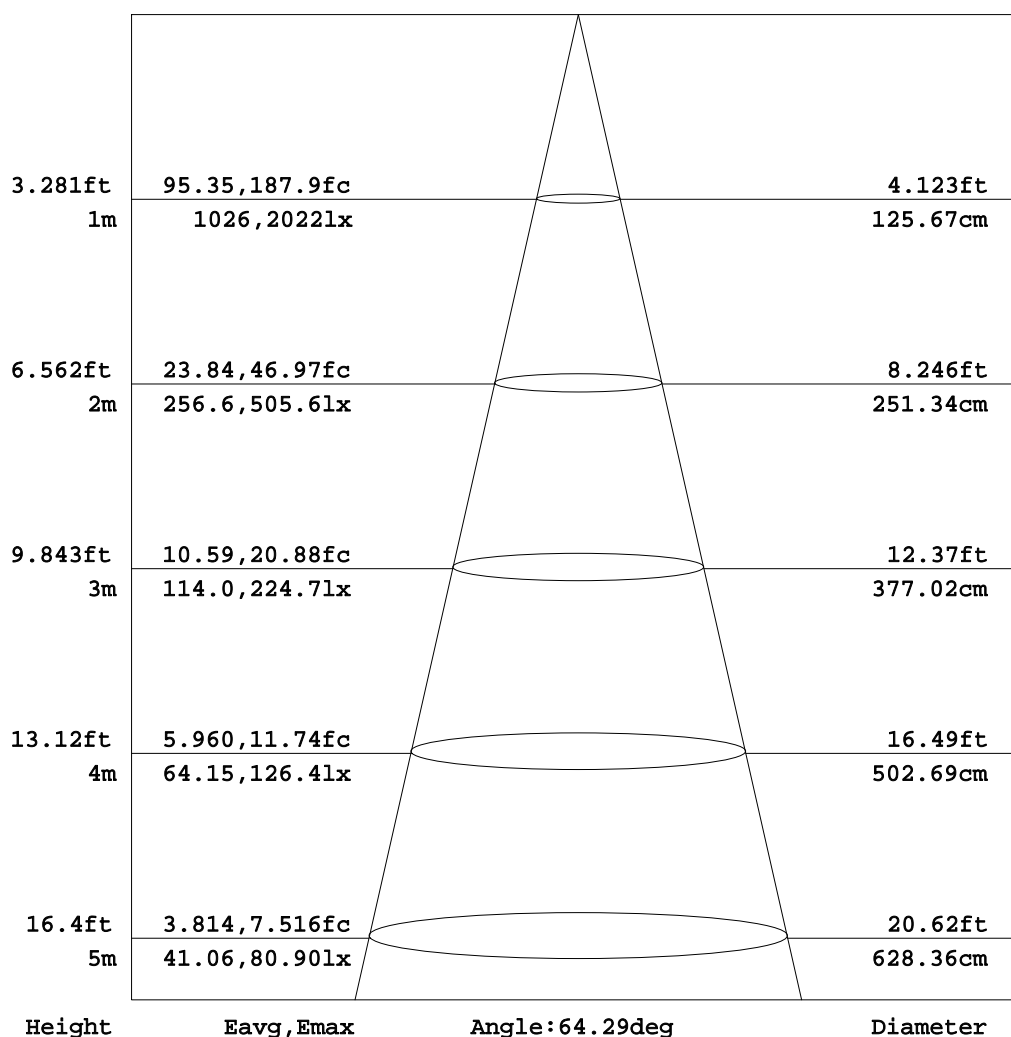 3.281ft 95.35,187.9fc 4.123ft
1m 1026,2022lx 125.67cm
6.562ft 23.84,46.97fc 8.246ft
2m 256.6,505.6lx 251.34cm
9.843ft 10.59,20.88fc 12.37ft
3m 114.0,224.7lx 377.02cm
13.12ft 5.960,11.74fc 16.49ft
4m 64.15,126.4lx 502.69cm
16.4ft 3.814,7.516fc 20.62ft
5m 41.06,80.90lx 628.36cm
Height Eavg,Emax Angle:64.29deg Diameter